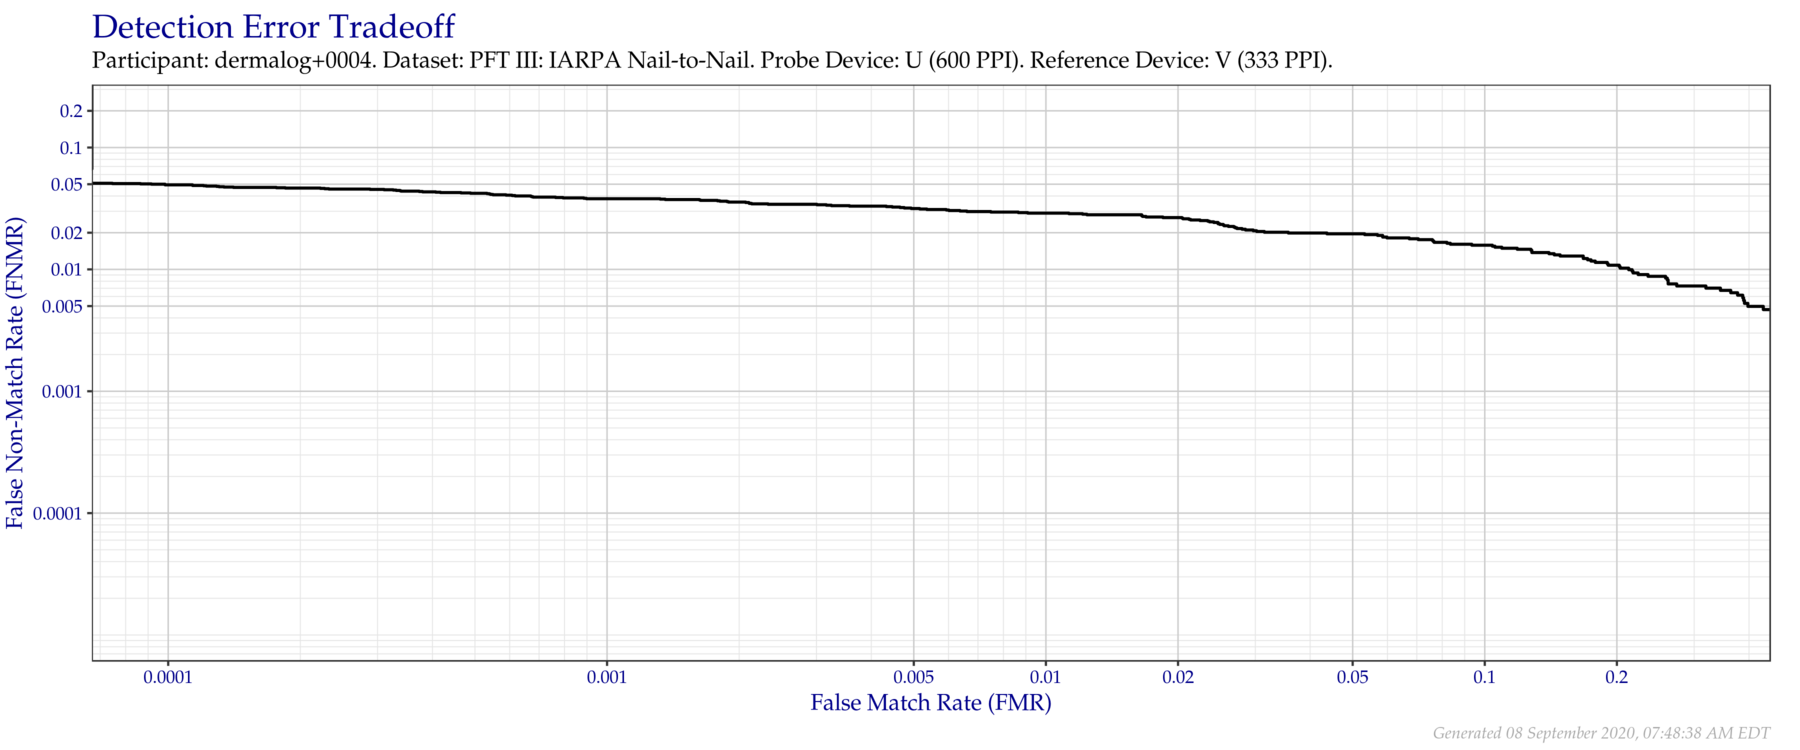 Detection Error Tradeoff
Participant: dermalog+0004. Dataset: PFT III: IARPA Nail-to-Nail. Probe Device: U (600 PPI). Reference Device: V (333 PPI).
0.2
0.1
0.05
0.02
0.01
0.005
0.001
0.0001
False Non-Match Rate (FNMR)
0.0001 0.001 0.005 0.01 0.02 0.05 0.1 0.2
False Match Rate (FMR)
Generated 08 September 2020, 07:48:38 AM EDT